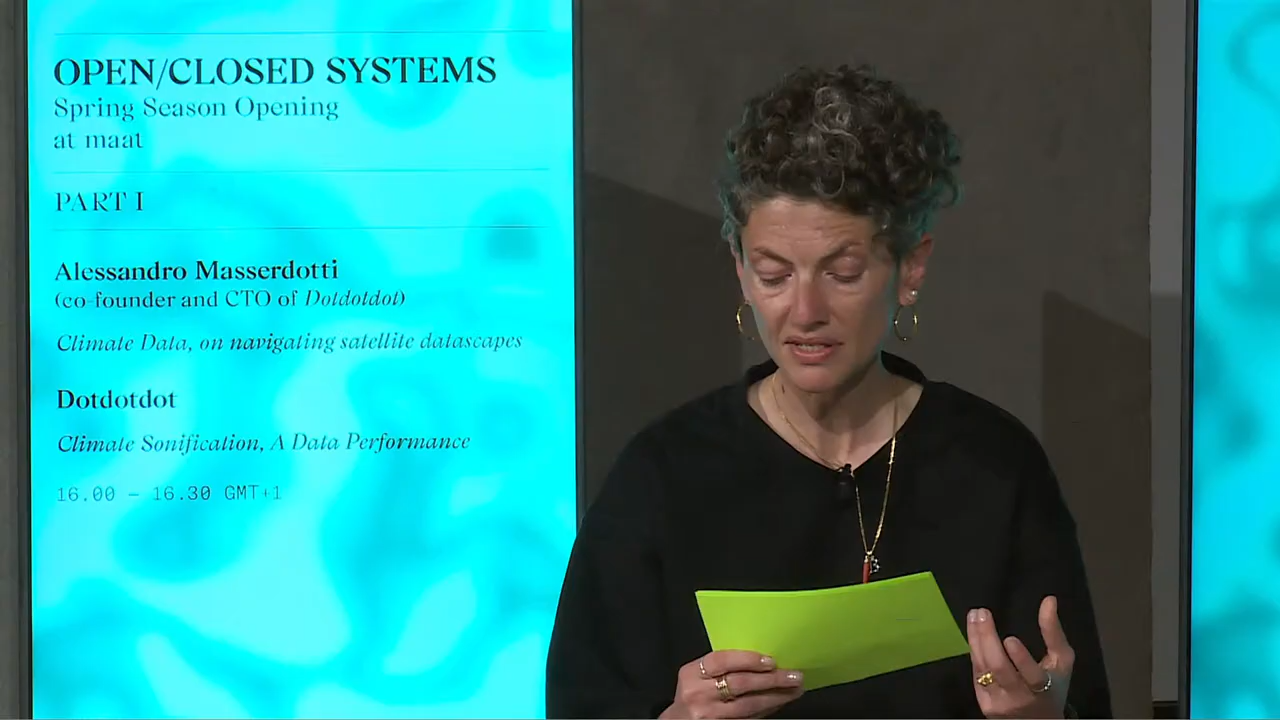 OPEN/CLOSED SYSTEMS
Spring Season Opening
at maat
PART I
Alessandro Masserdotti
(co-founder and CTO of Dotdotdot)
Climate Data, on navigating satellite datascapes
Dotdotdot
Climate Sonification, A Data Performance
16.00 – 16.30 GMT+1